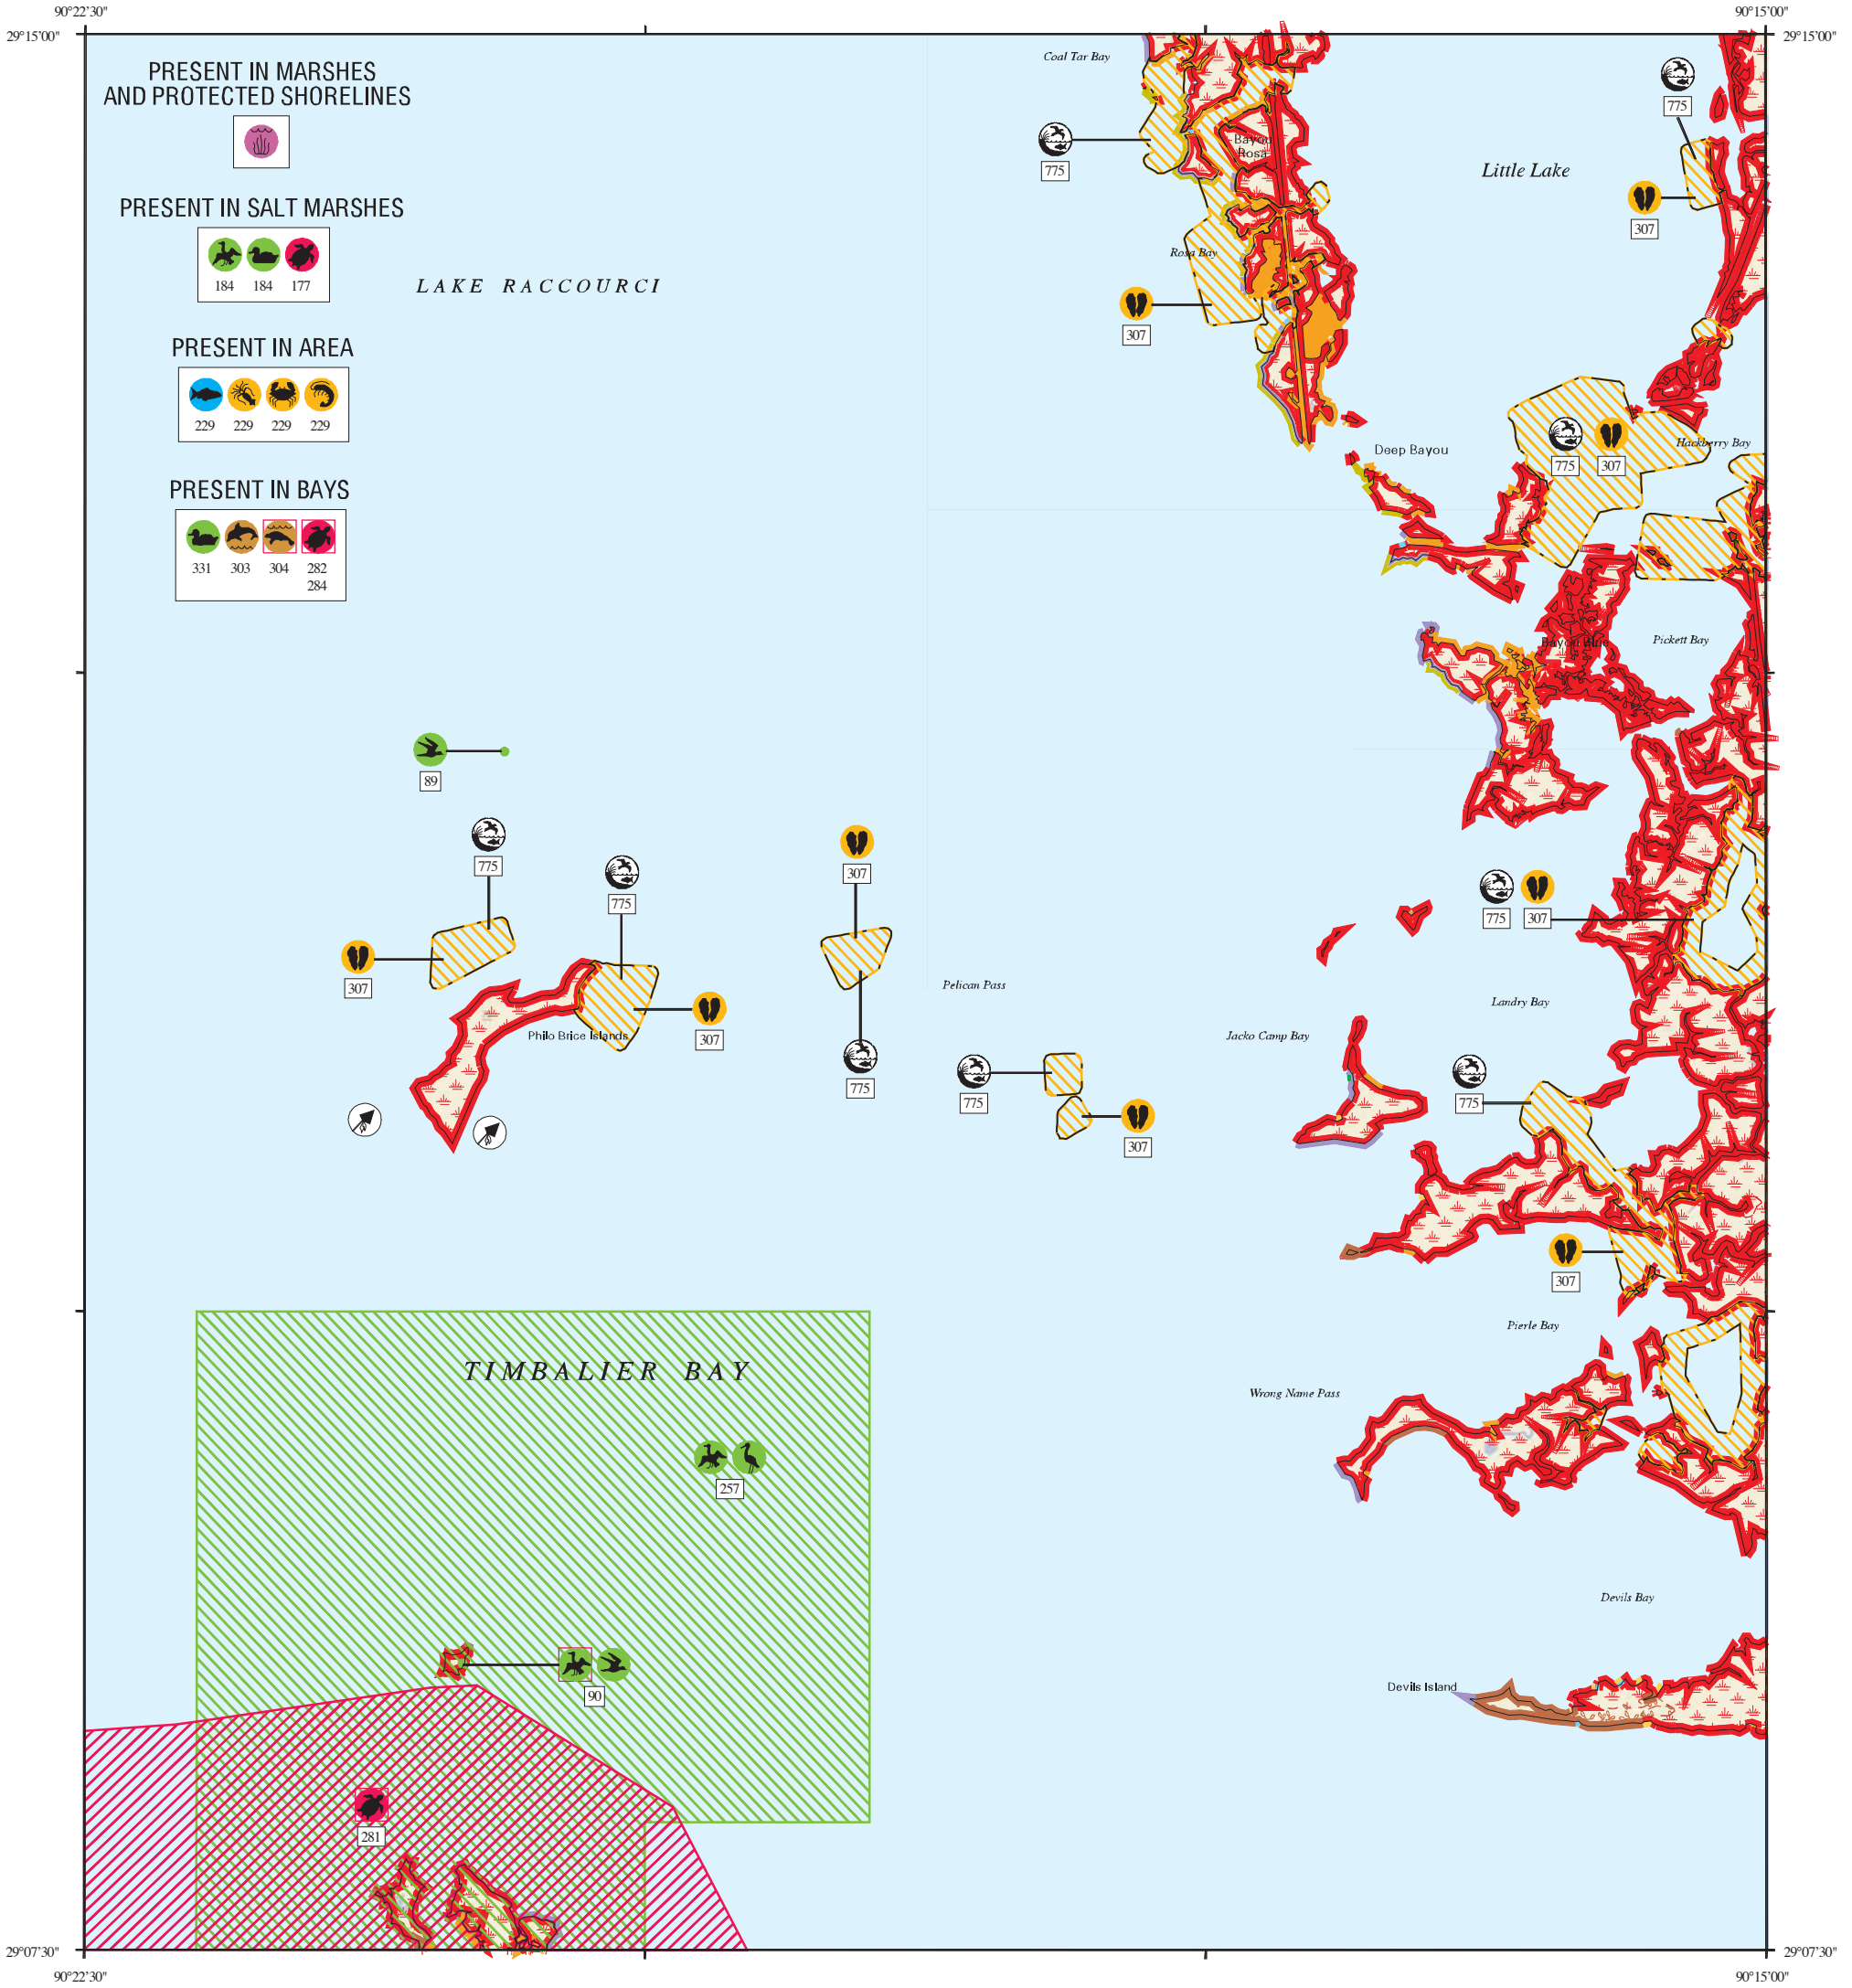 90°22'30"
90°15'00"
29°15'00"
29°15'00"
PRESENT IN MARSHES
AND PROTECTED SHORELINES
PRESENT IN SALT MARSHES
184 184 177
PRESENT IN AREA
229 229 229 229
PRESENT IN BAYS
331 303 304 282
284
LAKE RACCOURCI
Coal Tar Bay
775
Bayou
Rosa
Little Lake
775
307
Rosa Bay
307
Deep Bayou
775 307
Hackberry Bay
Bayou Blue
Pickett Bay
89
775
775
307
775 307
307
307
Philo Brice Islands
775
Pelican Pass
Landry Bay
Jacko Camp Bay
775
307
775
307
Pierle Bay
TIMBALIER BAY
Wrong Name Pass
257
Devils Bay
90
Devils Island
281
29°07'30"
29°07'30"
90°22'30"
90°15'00"